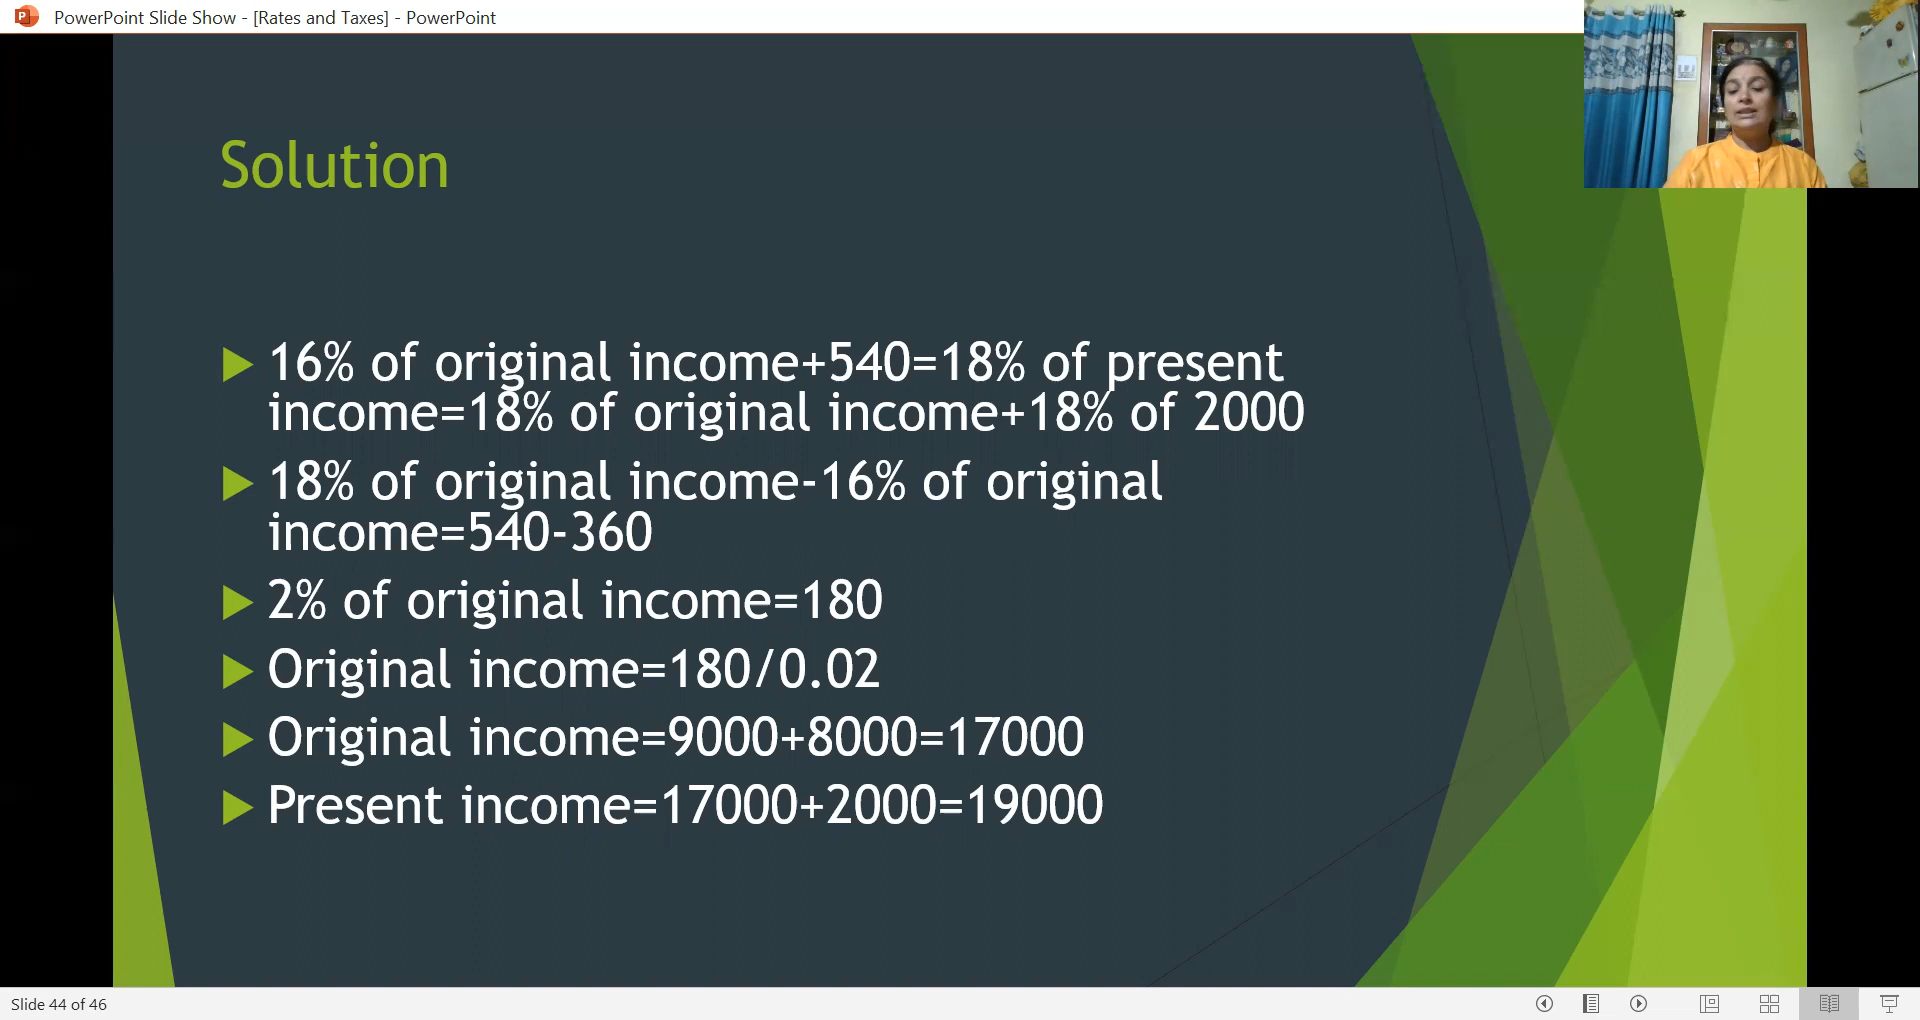 PowerPoint Slide Show - [Rates and Taxes] - PowerPoint
Solution
16% of original income+540=18% of present
income=18% of original income+18% of 2000
18% of original income-16% of original
income=540-360
2% of original income=180
Original income=180/0.02
Original income=9000+8000=17000
Present income=17000+2000=19000
Slide 44 of 46